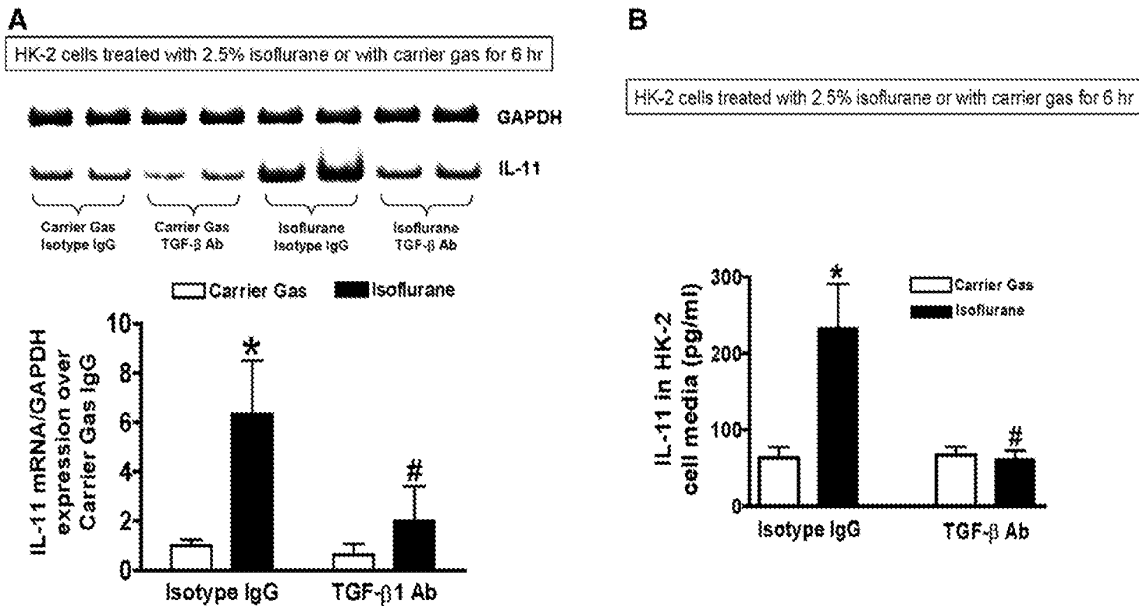 A
HK-2 cells treated with 2.5% isoflurane or with carrier gas for 6 hr
GAPDH
IL-11
Carrier Gas
Isotype IgG
Carrier Gas
TGF-β Ab
Isoflurane
Isotype IgG
Isoflurane
TGF-β Ab
Carrier Gas
Isoflurane
IL-11 mRNA/GAPDH
expression over
Carrier Gas IgG
10
8
6
4
2
0
*
#
Isotype IgG
TGF-β1 Ab
B
HK-2 cells treated with 2.5% isoflurane or with carrier gas for 6 hr
Carrier Gas
Isoflurane
IL-11 in HK-2
cell media (pg/ml)
300
200
100
0
*
#
Isotype IgG
TGF-β Ab